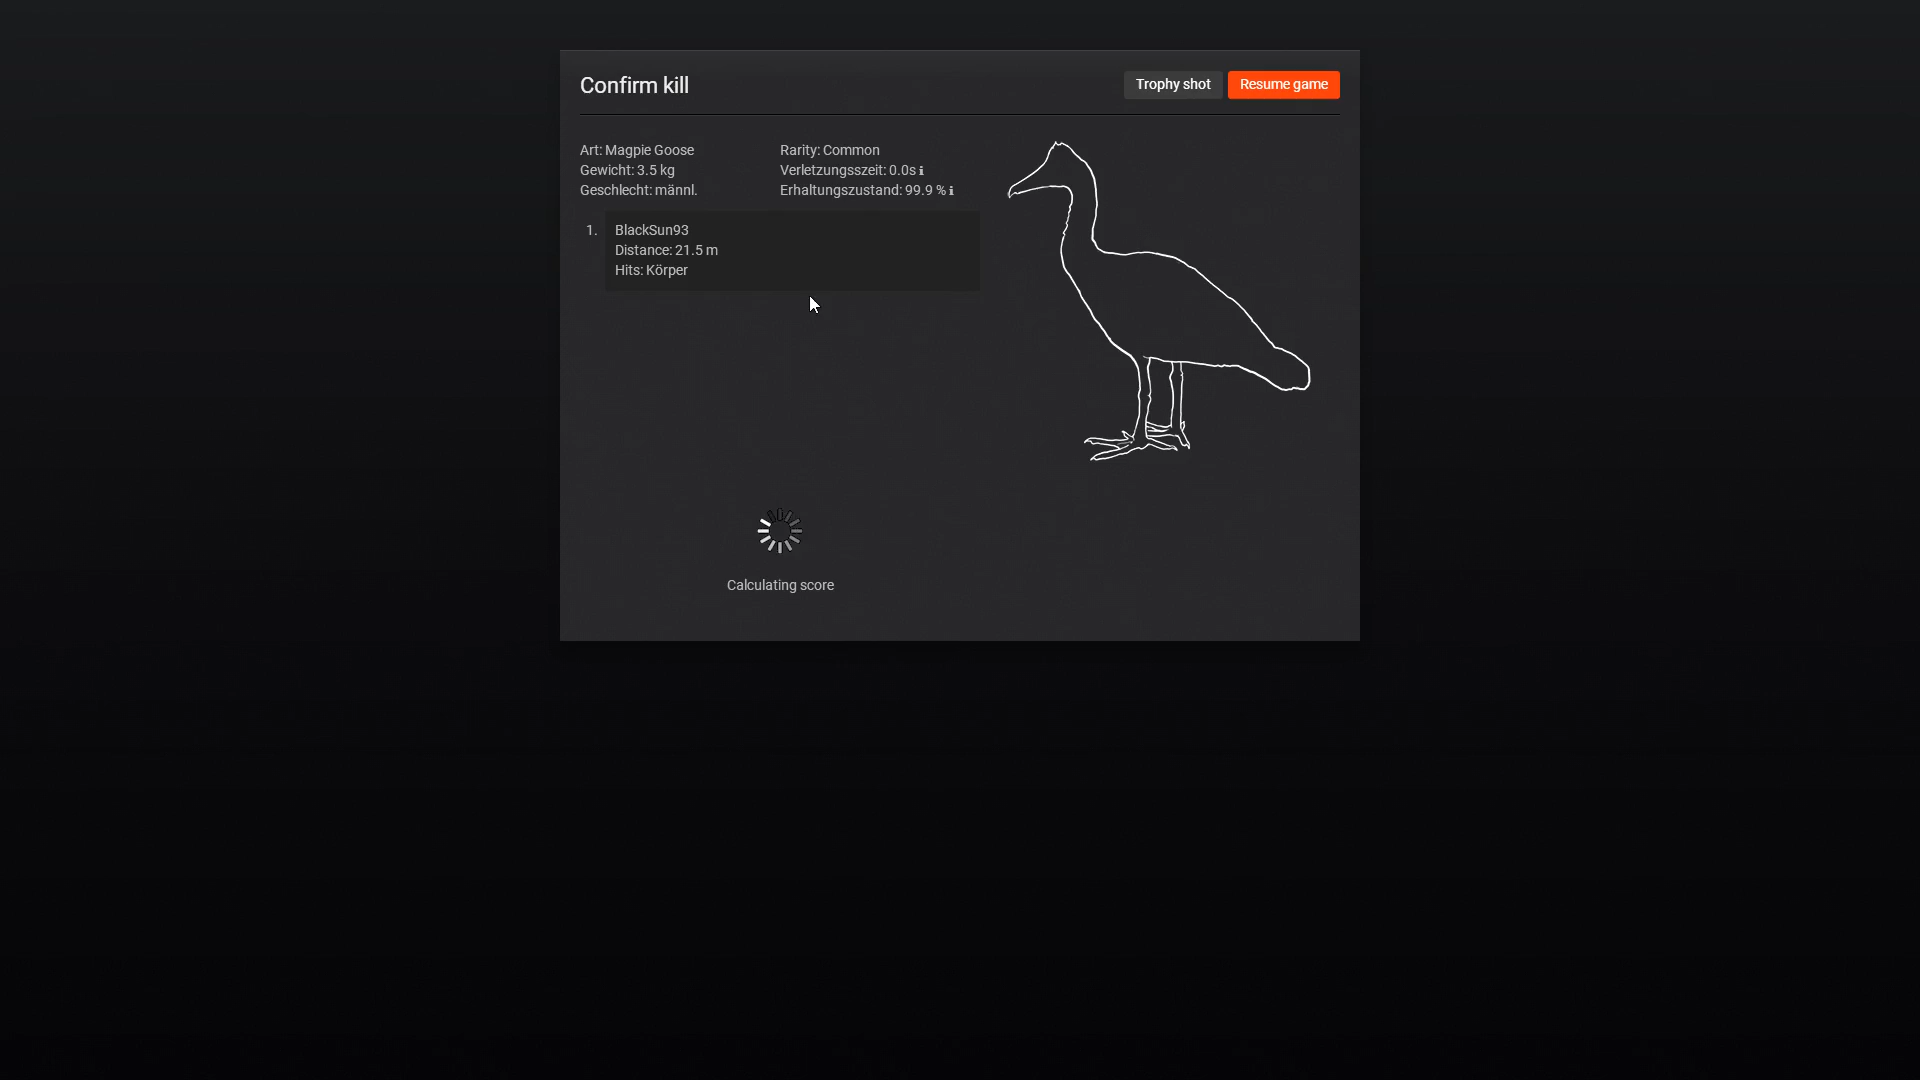 Confirm kill
Trophy shot
Resume game
Art: Magpie Goose
Gewicht: 3.5 kg
Geschlecht: männl.
Rarity: Common
Verletzungsszeit: 0.0s i
Erhaltungszustand: 99.9 % i
1.
BlackSun93
Distance: 21.5 m
Hits: Körper
Calculating score